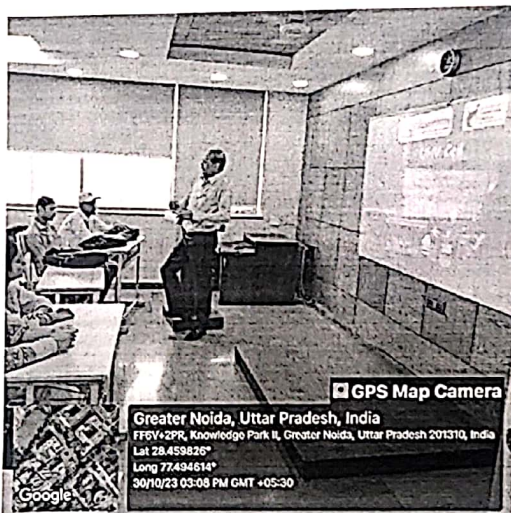 GPS Map Camera
Greater Noida, Uttar Pradesh, India
FF6V+2PR, Knowledge Park II, Greater Noida, Uttar Pradesh 201310, India
Lat 28.459826°
Long 77.494614°
30/10/23 03:08 PM GMT +05:30
Google